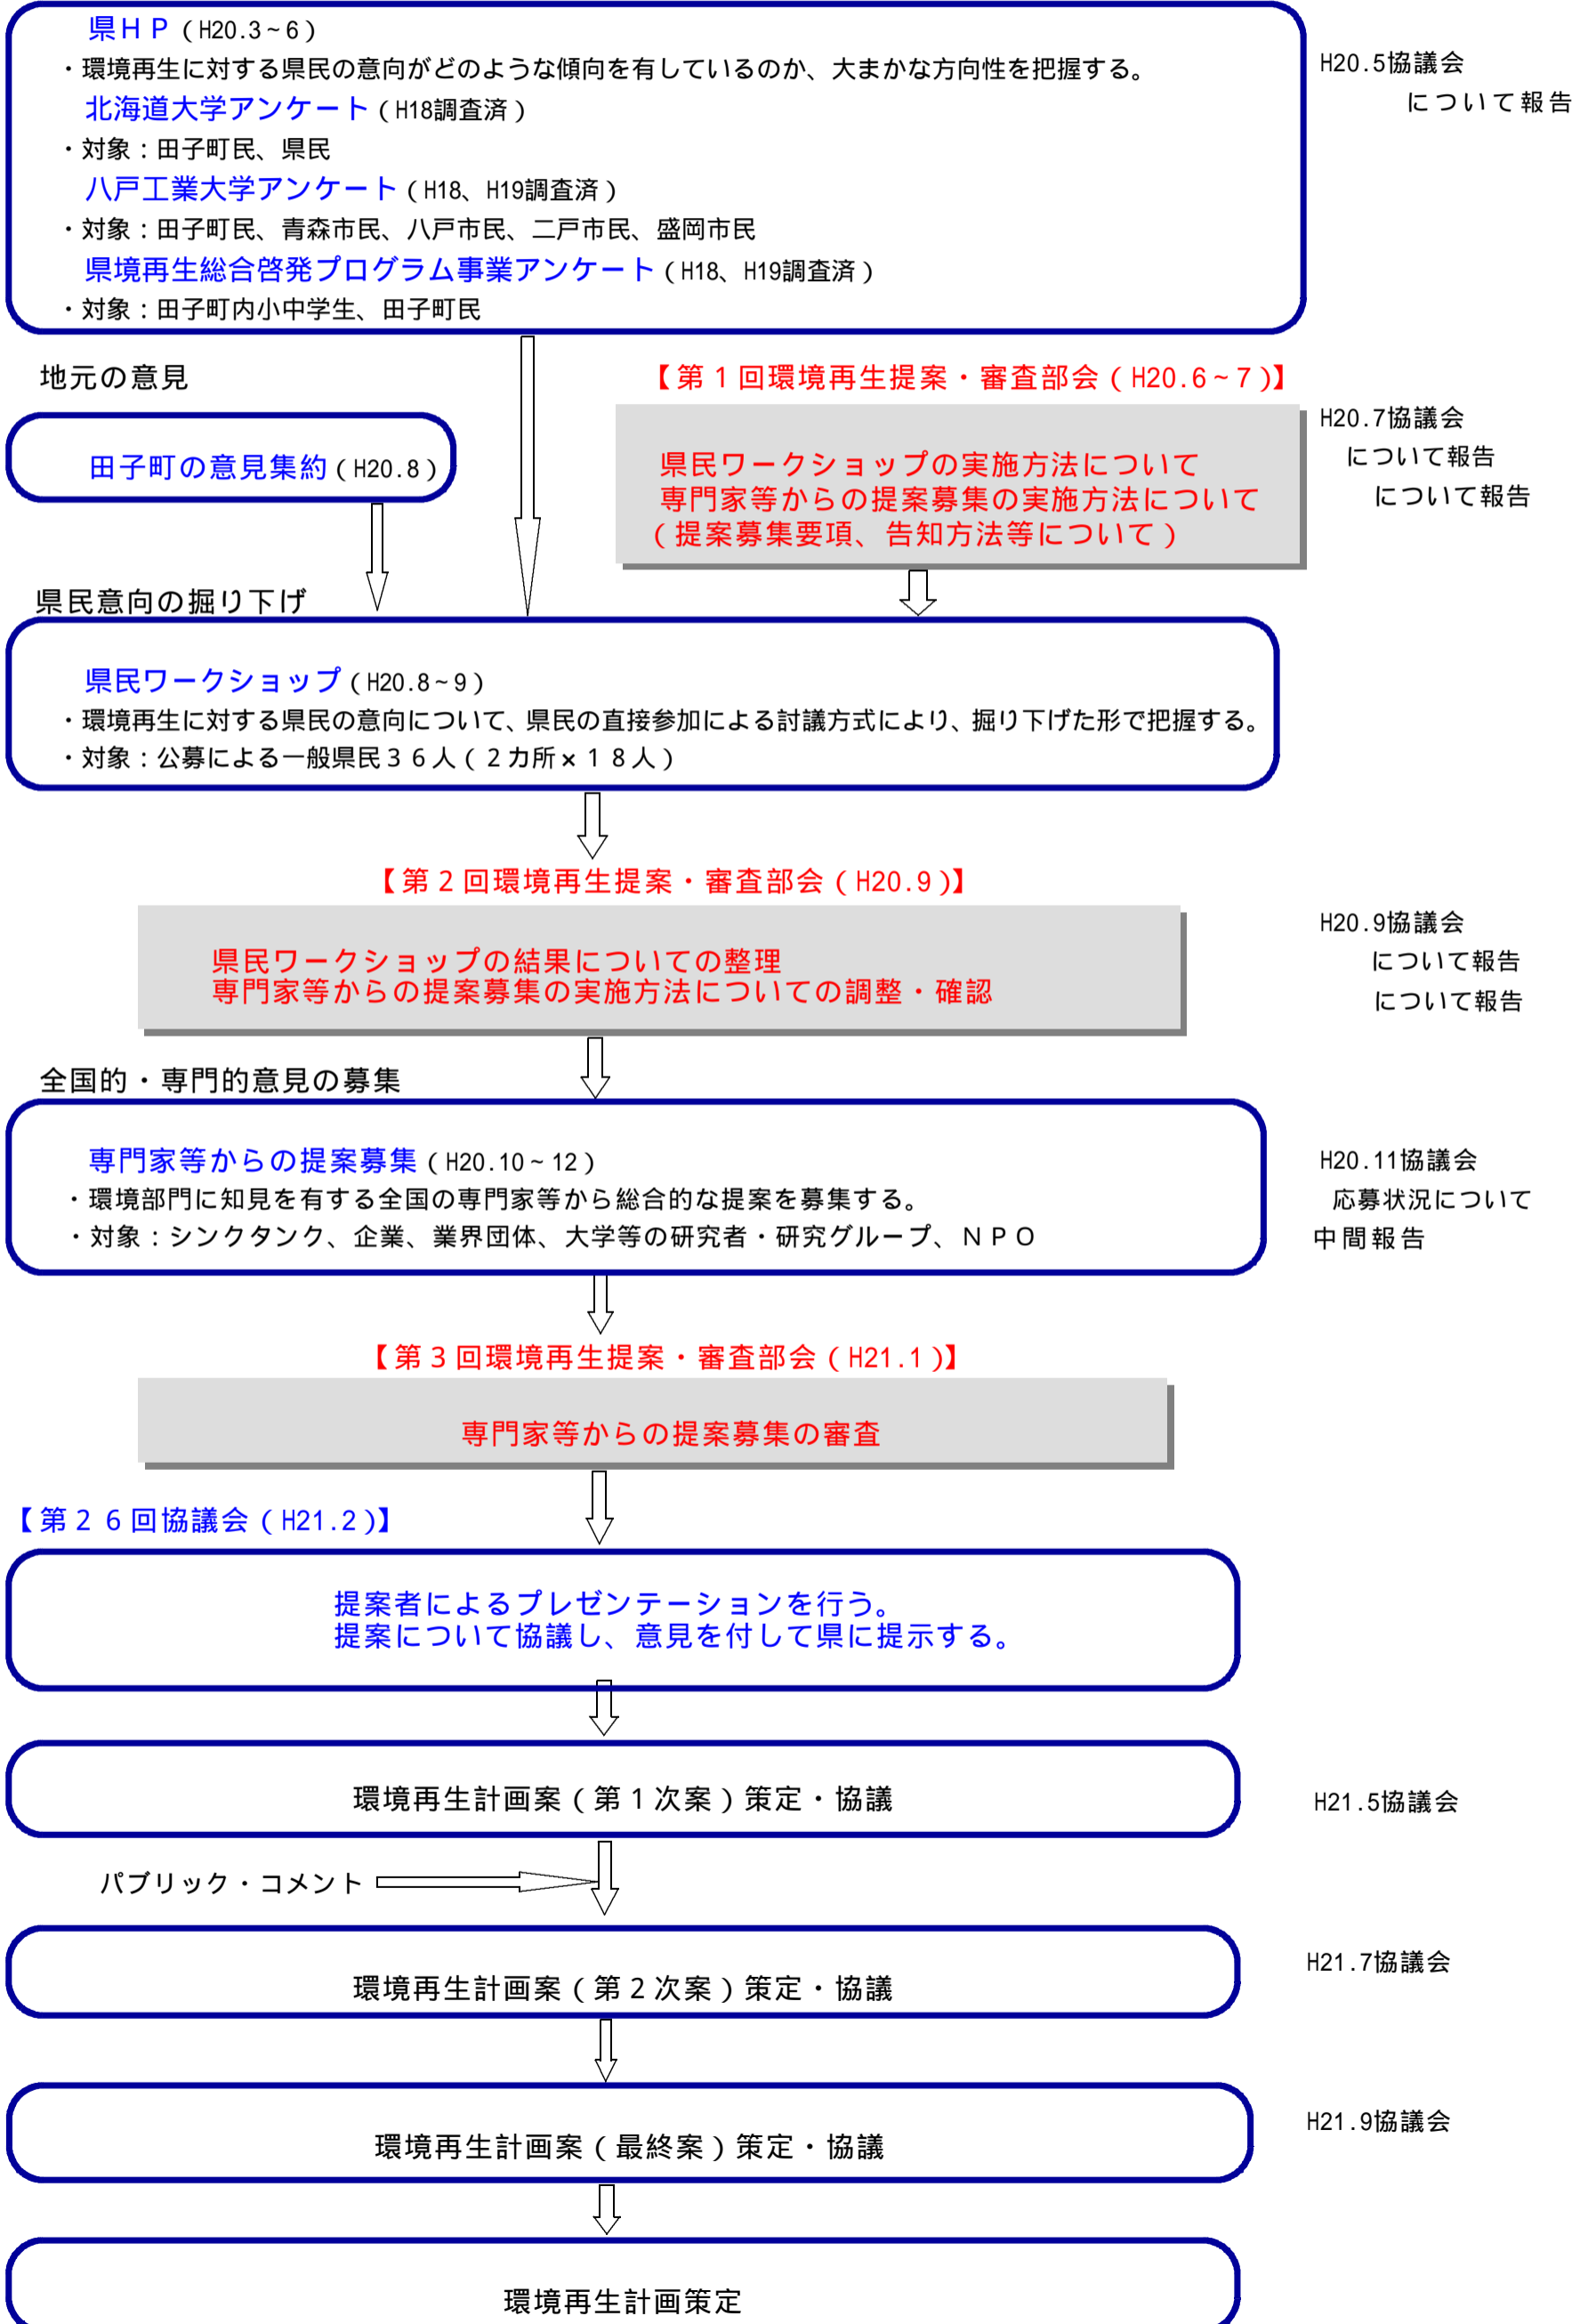 県ＨＰ（H20.3~6）
・環境再生に対する県民の意向がどのような傾向を有しているのか、大まかな方向性を把握する。
北海道大学アンケート（H18調査済）
・対象：田子町民、県民
八戸工業大学アンケート（H18、H19調査済）
・対象：田子町民、青森市民、八戸市民、二戸市民、盛岡市民
県境再生総合啓発プログラム事業アンケート（H18、H19調査済）
・対象：田子町内小中学生、田子町民
H20.5協議会
について報告
地元の意見
田子町の意見集約（H20.8）
【第１回環境再生提案・審査部会（H20.6~7）】
県民ワークショップの実施方法について
専門家等からの提案募集の実施方法について
（提案募集要項、告知方法等について）
H20.7協議会
について報告
について報告
県民意向の掘り下げ
県民ワークショップ（H20.8~9）
・環境再生に対する県民の意向について、県民の直接参加による討議方式により、掘り下げた形で把握する。
・対象：公募による一般県民３６人（２カ所×１８人）
【第２回環境再生提案・審査部会（H20.9）】
県民ワークショップの結果についての整理
専門家等からの提案募集の実施方法についての調整・確認
H20.9協議会
について報告
について報告
全国的・専門的意見の募集
専門家等からの提案募集（H20.10~12）
・環境部門に知見を有する全国の専門家等から総合的な提案を募集する。
・対象：シンクタンク、企業、業界団体、大学等の研究者・研究グループ、ＮＰＯ
H20.11協議会
応募状況について
中間報告
【第３回環境再生提案・審査部会（H21.1）】
専門家等からの提案募集の審査
【第２６回協議会（H21.2）】
提案者によるプレゼンテーションを行う。
提案について協議し、意見を付して県に提示する。
環境再生計画案（第１次案）策定・協議
H21.5協議会
パブリック・コメント
環境再生計画案（第２次案）策定・協議
H21.7協議会
環境再生計画案（最終案）策定・協議
H21.9協議会
環境再生計画策定